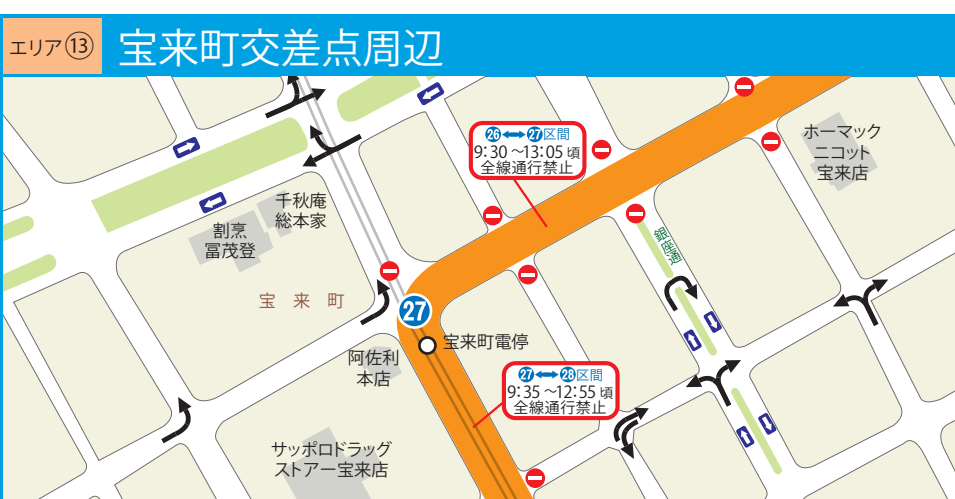 エリア⑬
宝来町交差点周辺
㉖⟷㉗区間
9:30～13:05頃
全線通行禁止
ホーマック
ニコット
宝来店
千秋庵
総本家
割烹
冨茂登
銀座通
宝来町
㉗
宝来町電停
阿佐利
本店
㉗⟷㉘区間
9:35～12:55頃
全線通行禁止
サッポロドラッグ
ストアー宝来店